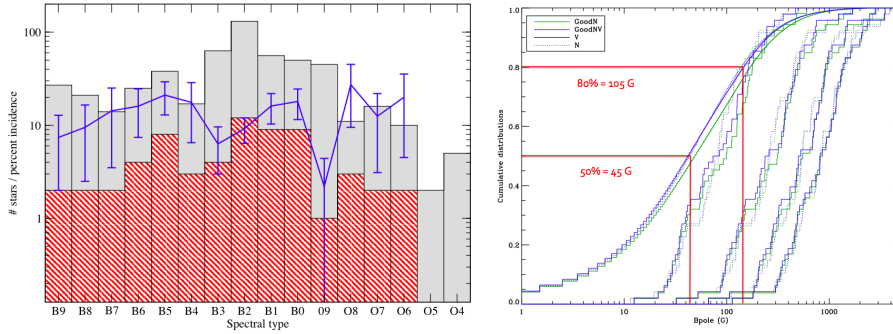 # stars / percent incidence
100
10
1
B9 B8 B7 B6 B5 B4 B3 B2 B1 B0 09 O8 O7 O6 O5 O4
Spectral type
Cumulative distributions
1.0
0.8
0.6
0.4
0.2
0.0
GoodN
GoodNV
V
N
80% = 105 G
50% = 45 G
1 10 100 1000
Bpole (G)